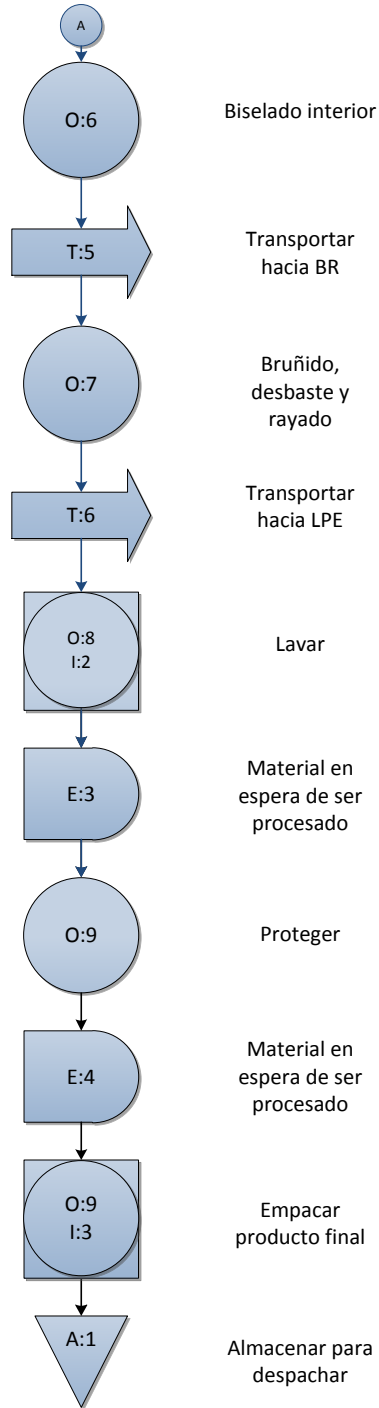 A
O:6
Biselado interior
T:5
Transportar
hacia BR
O:7
Bruñido,
desbaste y
rayado
T:6
Transportar
hacia LPE
O:8
I:2
Lavar
E:3
Material en
espera de ser
procesado
O:9
Proteger
E:4
Material en
espera de ser
procesado
O:9
I:3
Empacar
producto final
A:1
Almacenar para
despachar